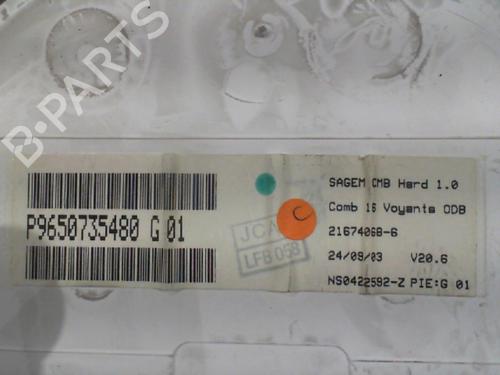 B-PARTS
P9650735480 G 01
SAGEM CMB Hard 1.0
Comb 16 Voyants ODB
21674068-6
24/09/03 V20.6
NS0422592-Z PIE:G 01
C
JCA
LFB 058